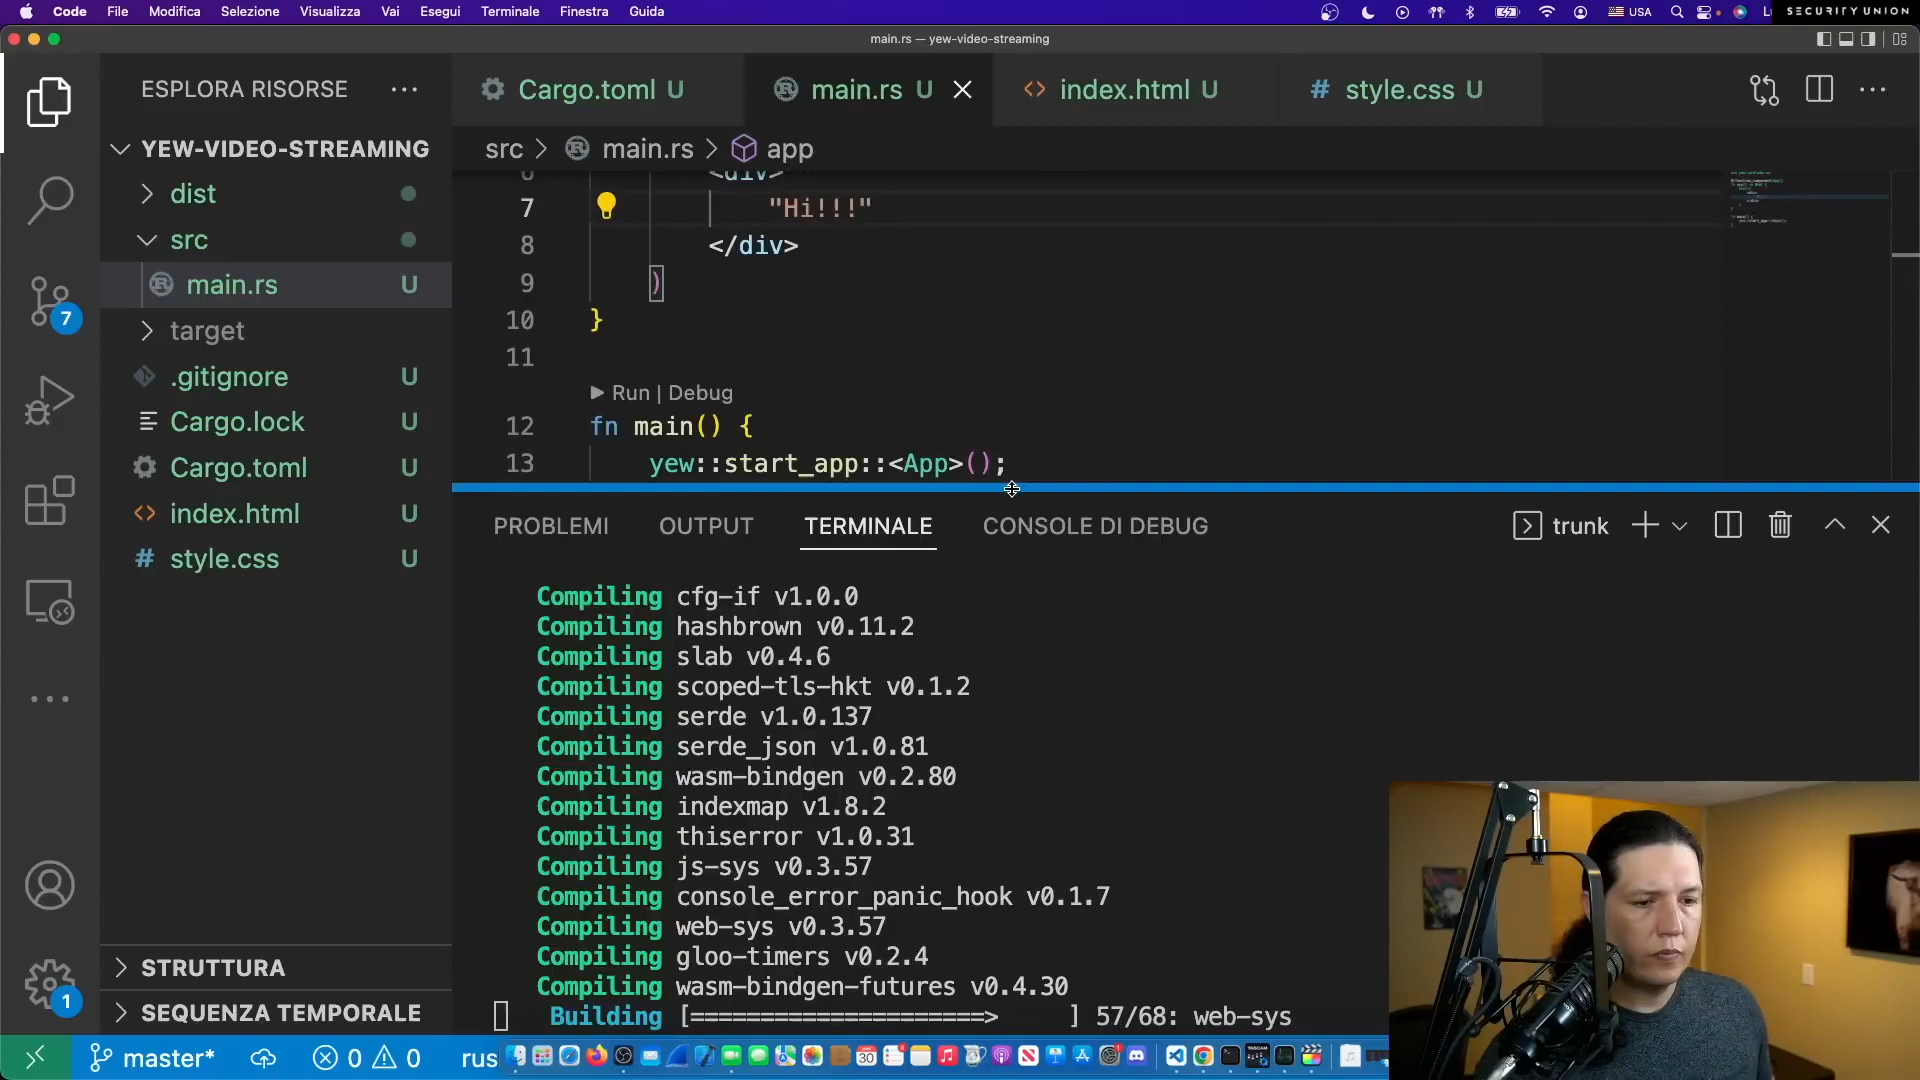 Code File Modifica Selezione Visualizza Vai Esegui Terminale Finestra Guida
USA
SECURITY UNION
main.rs — yew-video-streaming
ESPLORA RISORSE
Cargo.toml U
main.rs U
index.html U
style.css U
YEW-VIDEO-STREAMING
src > main.rs > app
dist
src
main.rs U
target
.gitignore U
Cargo.lock U
Cargo.toml U
index.html U
style.css U
7
1
STRUTTURA
SEQUENZA TEMPORALE
6 <div>
7 "Hi!!!"
8 </div>
9 )
10 }
11
Run | Debug
12 fn main() {
13 yew::start_app::<App>();
PROBLEMI OUTPUT TERMINALE CONSOLE DI DEBUG
trunk
Compiling cfg-if v1.0.0
Compiling hashbrown v0.11.2
Compiling slab v0.4.6
Compiling scoped-tls-hkt v0.1.2
Compiling serde v1.0.137
Compiling serde_json v1.0.81
Compiling wasm-bindgen v0.2.80
Compiling indexmap v1.8.2
Compiling thiserror v1.0.31
Compiling js-sys v0.3.57
Compiling console_error_panic_hook v0.1.7
Compiling web-sys v0.3.57
Compiling gloo-timers v0.2.4
Compiling wasm-bindgen-futures v0.4.30
Building [=====================> ] 57/68: web-sys
master* 0 0 rus
30